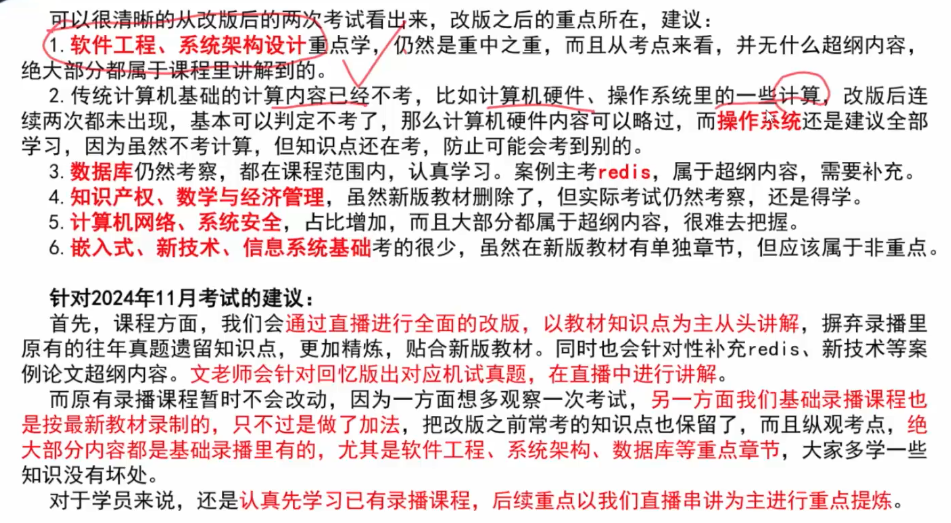 可以很清晰的从改版后的两次考试看出来，改版之后的重点所在，建议：
1. 软件工程、系统架构设计重点学，仍然是重中之重，而且从考点来看，并无什么超纲内容，
绝大部分都属于课程里讲解到的。
2. 传统计算机基础的计算内容已经不考，比如计算机硬件、操作系统里的一些计算，改版后连
续两次都未出现，基本可以判定不考了，那么计算机硬件内容可以略过，而操作系统还是建议全部
学习，因为虽然不考计算，但知识点还在考，防止可能会考到别的。
3. 数据库仍然考察，都在课程范围内，认真学习。案例主考redis，属于超纲内容，需要补充。
4. 知识产权、数学与经济管理，虽然新版教材删除了，但实际考试仍然考察，还是得学。
5. 计算机网络、系统安全，占比增加，而且大部分都属于超纲内容，很难去把握。
6. 嵌入式、新技术、信息系统基础考的很少，虽然在新版教材有单独章节，但应该属于非重点。
针对2024年11月考试的建议：
首先，课程方面，我们会通过直播进行全面的改版，以教材知识点为主从头讲解，摒弃录播里
原有的往年真题遗留知识点，更加精炼，贴合新版教材。同时也会针对性补充redis、新技术等案
例论文超纲内容。文老师会针对回忆版出对应机试真题，在直播中进行讲解。
而原有录播课程暂时不会改动，因为一方面想多观察一次考试，另一方面我们基础录播课程也
是按最新教材录制的，只不过是做了加法，把改版之前常考的知识点也保留了，而且纵观考点，绝
大部分内容都是基础录播里有的，尤其是软件工程、系统架构、数据库等重点章节，大家多学一些
知识没有坏处。
对于学员来说，还是认真先学习已有录播课程，后续重点以我们直播串讲为主进行重点提炼。